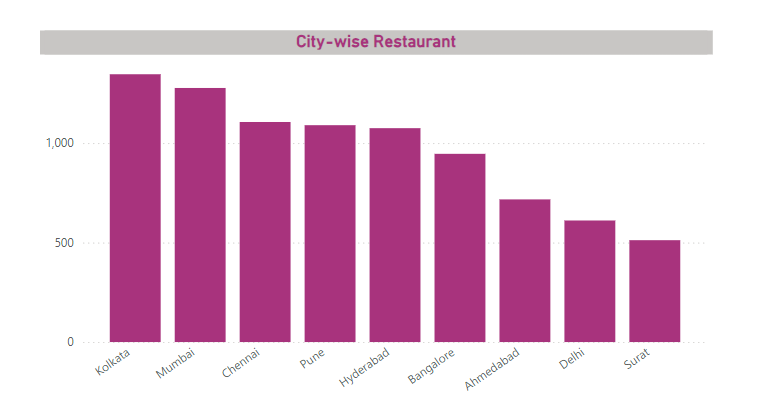 City-wise Restaurant
1,000
500
0
Kolkata
Mumbai
Chennai
Pune
Hyderabad
Bangalore
Ahmedabad
Delhi
Surat